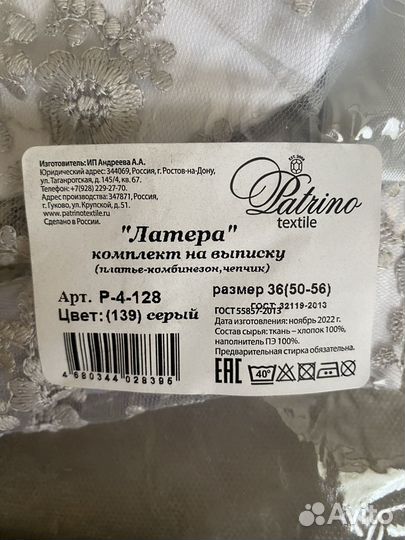 Изготовитель: ИП Андреева А.А.
Юридический адрес: 344069, Россия, г. Ростов-на-Дону,
ул. Таганрогская, д. 145/4, кв. 67.
Телефон: +7(928) 229-27-70.
Адрес производства: 347871, Россия,
г. Гуково, ул. Крупской, д. 51.
www.patrinotextile.ru
Сделано в России.
Patrino
textile
"Латера"
комплект на выписку
(платье-комбинезон,чепчик)
Арт. Р-4-128
размер 36(50-56)
Цвет:(139) серый
ГОСТ 32119-2013
ГОСТ 55857-2013
Дата изготовления: ноябрь 2022 г.
Состав сырья: ткань – хлопок 100%,
наполнитель ПЭ 100%.
Предварительная стирка обязательна.
4 680344 028395
EAC
40°
Avito